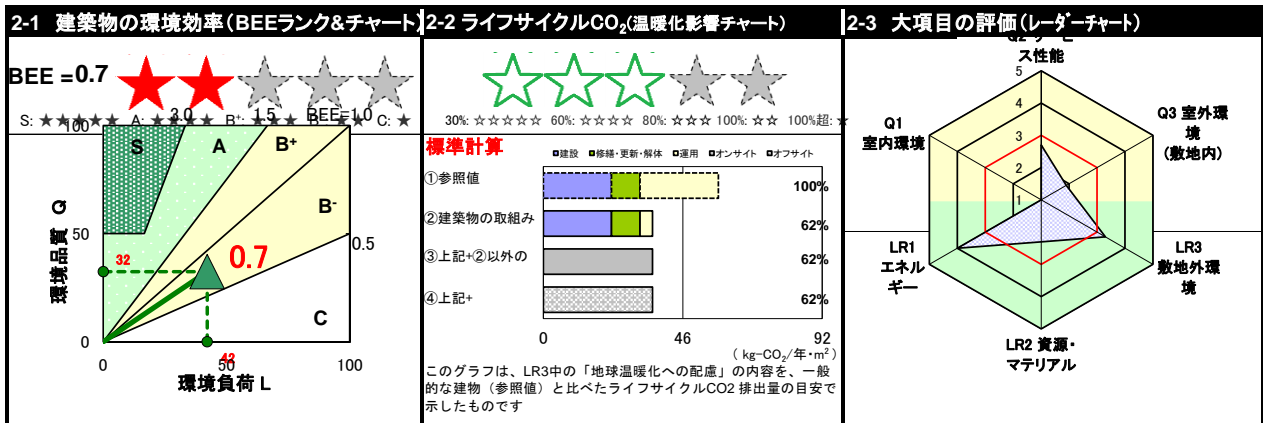 2-1 建築物の環境効率(BEEランク&チャート)
BEE = 0.7
S: ★★★★★ A: ★★★★ B+: ★★★ B-: ★★ C: ★
3.0 1.5 BEE=1.0
100
S
A
B+
B-
0.5
50
32
0.7
C
0
0
42
50
100
環境品質 Q
環境負荷 L
2-2 ライフサイクルCO2(温暖化影響チャート)
30%: ☆☆☆☆☆ 60%: ☆☆☆☆ 80%: ☆☆☆ 100%: ☆☆ 100%超: ★
標準計算
■建設 ■修繕・更新・解体 □運用 ■オンサイト ■オフサイト
①参照値 100%
②建築物の取組み 62%
③上記+②以外の 62%
④上記+ 62%
0 46 92
( kg-CO2/年・m2)
このグラフは、LR3中の「地球温暖化への配慮」の内容を、一般
的な建物(参照値)と比べたライフサイクルCO2 排出量の目安で
示したものです
2-3 大項目の評価(レーダーチャート)
Q2 サービ
ス性能
5
4
3
2
1
Q1
室内環境
Q3 室外環
境
(敷地内)
LR1
エネル
ギー
LR3
敷地外環
境
LR2 資源・
マテリアル